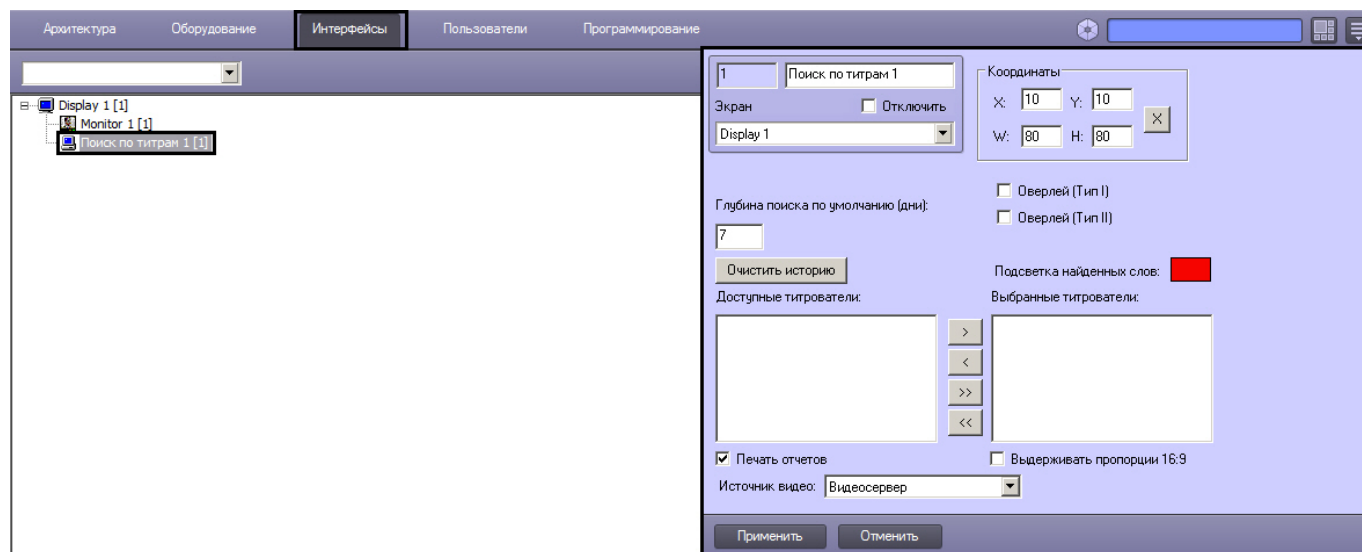 Архитектура Оборудование Интерфейсы Пользователи Программирование
Display 1 [1]
Monitor 1 [1]
Поиск по титрам 1 [1]
1 Поиск по титрам 1
Экран Отключить
Display 1
Координаты
X: 10 Y: 10
X
W: 80 H: 80
Глубина поиска по умолчанию (дни):
7
Оверлей (Тип I)
Оверлей (Тип II)
Очистить историю Подсветка найденных слов:
Доступные титрователи: Выбранные титрователи:
>
<
>>
<<
Печать отчетов Выдерживать пропорции 16:9
Источник видео: Видеосервер
Применить Отменить